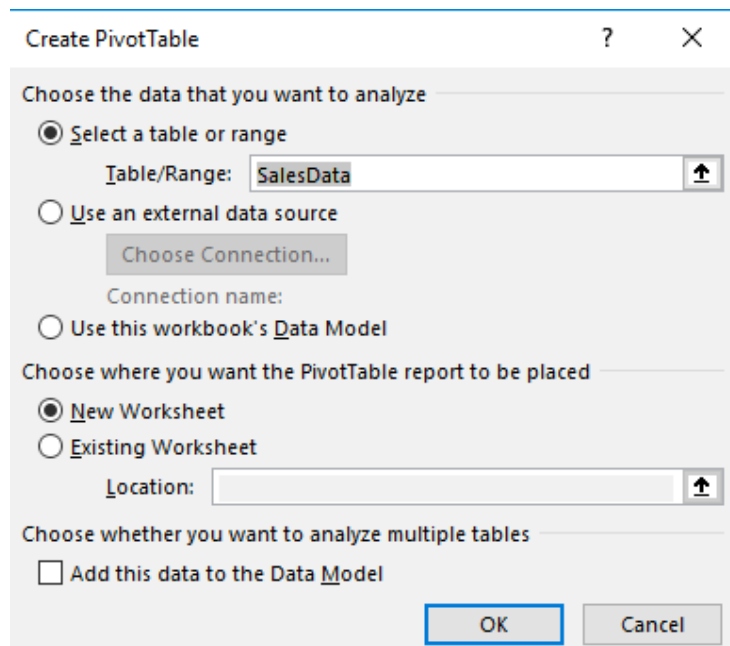 Create PivotTable ? ×
Choose the data that you want to analyze
Select a table or range
Table/Range: SalesData
Use an external data source
Choose Connection...
Connection name:
Use this workbook's Data Model
Choose where you want the PivotTable report to be placed
New Worksheet
Existing Worksheet
Location:
Choose whether you want to analyze multiple tables
Add this data to the Data Model
OK Cancel